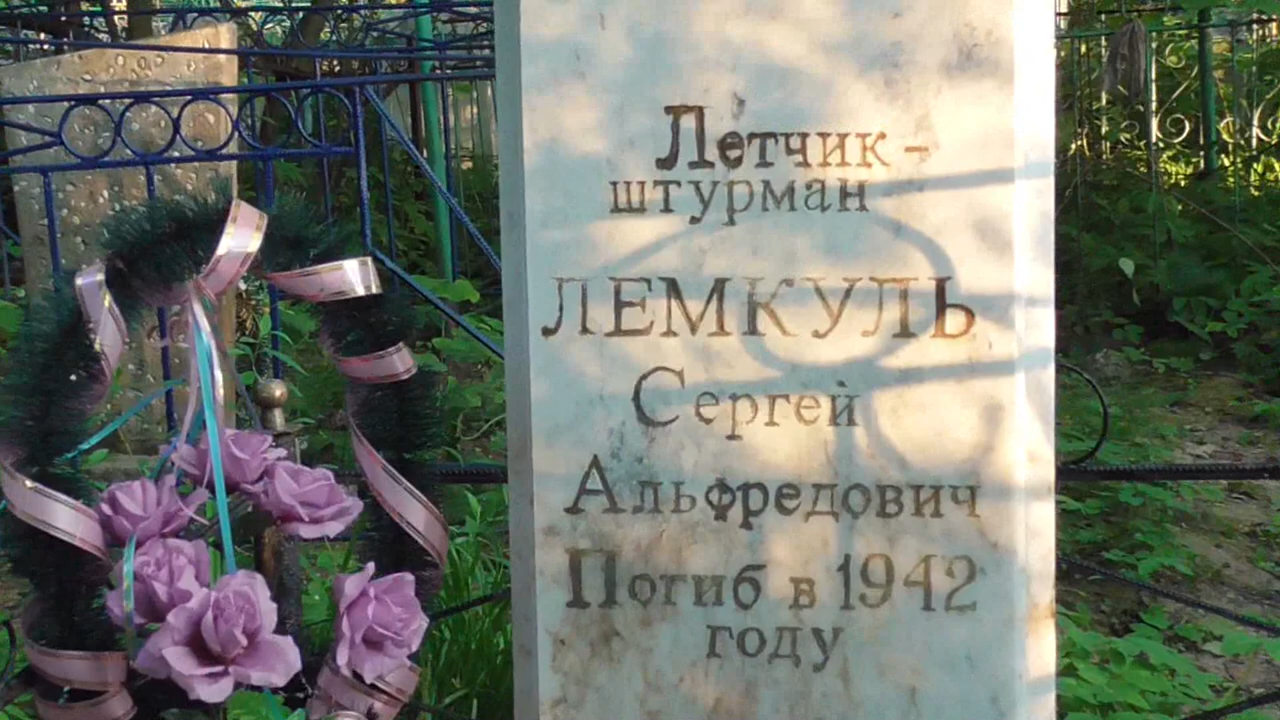 Летчик -
штурман
ЛЕМКУЛЬ
Сергей
Альфредович
Погиб в 1942
году